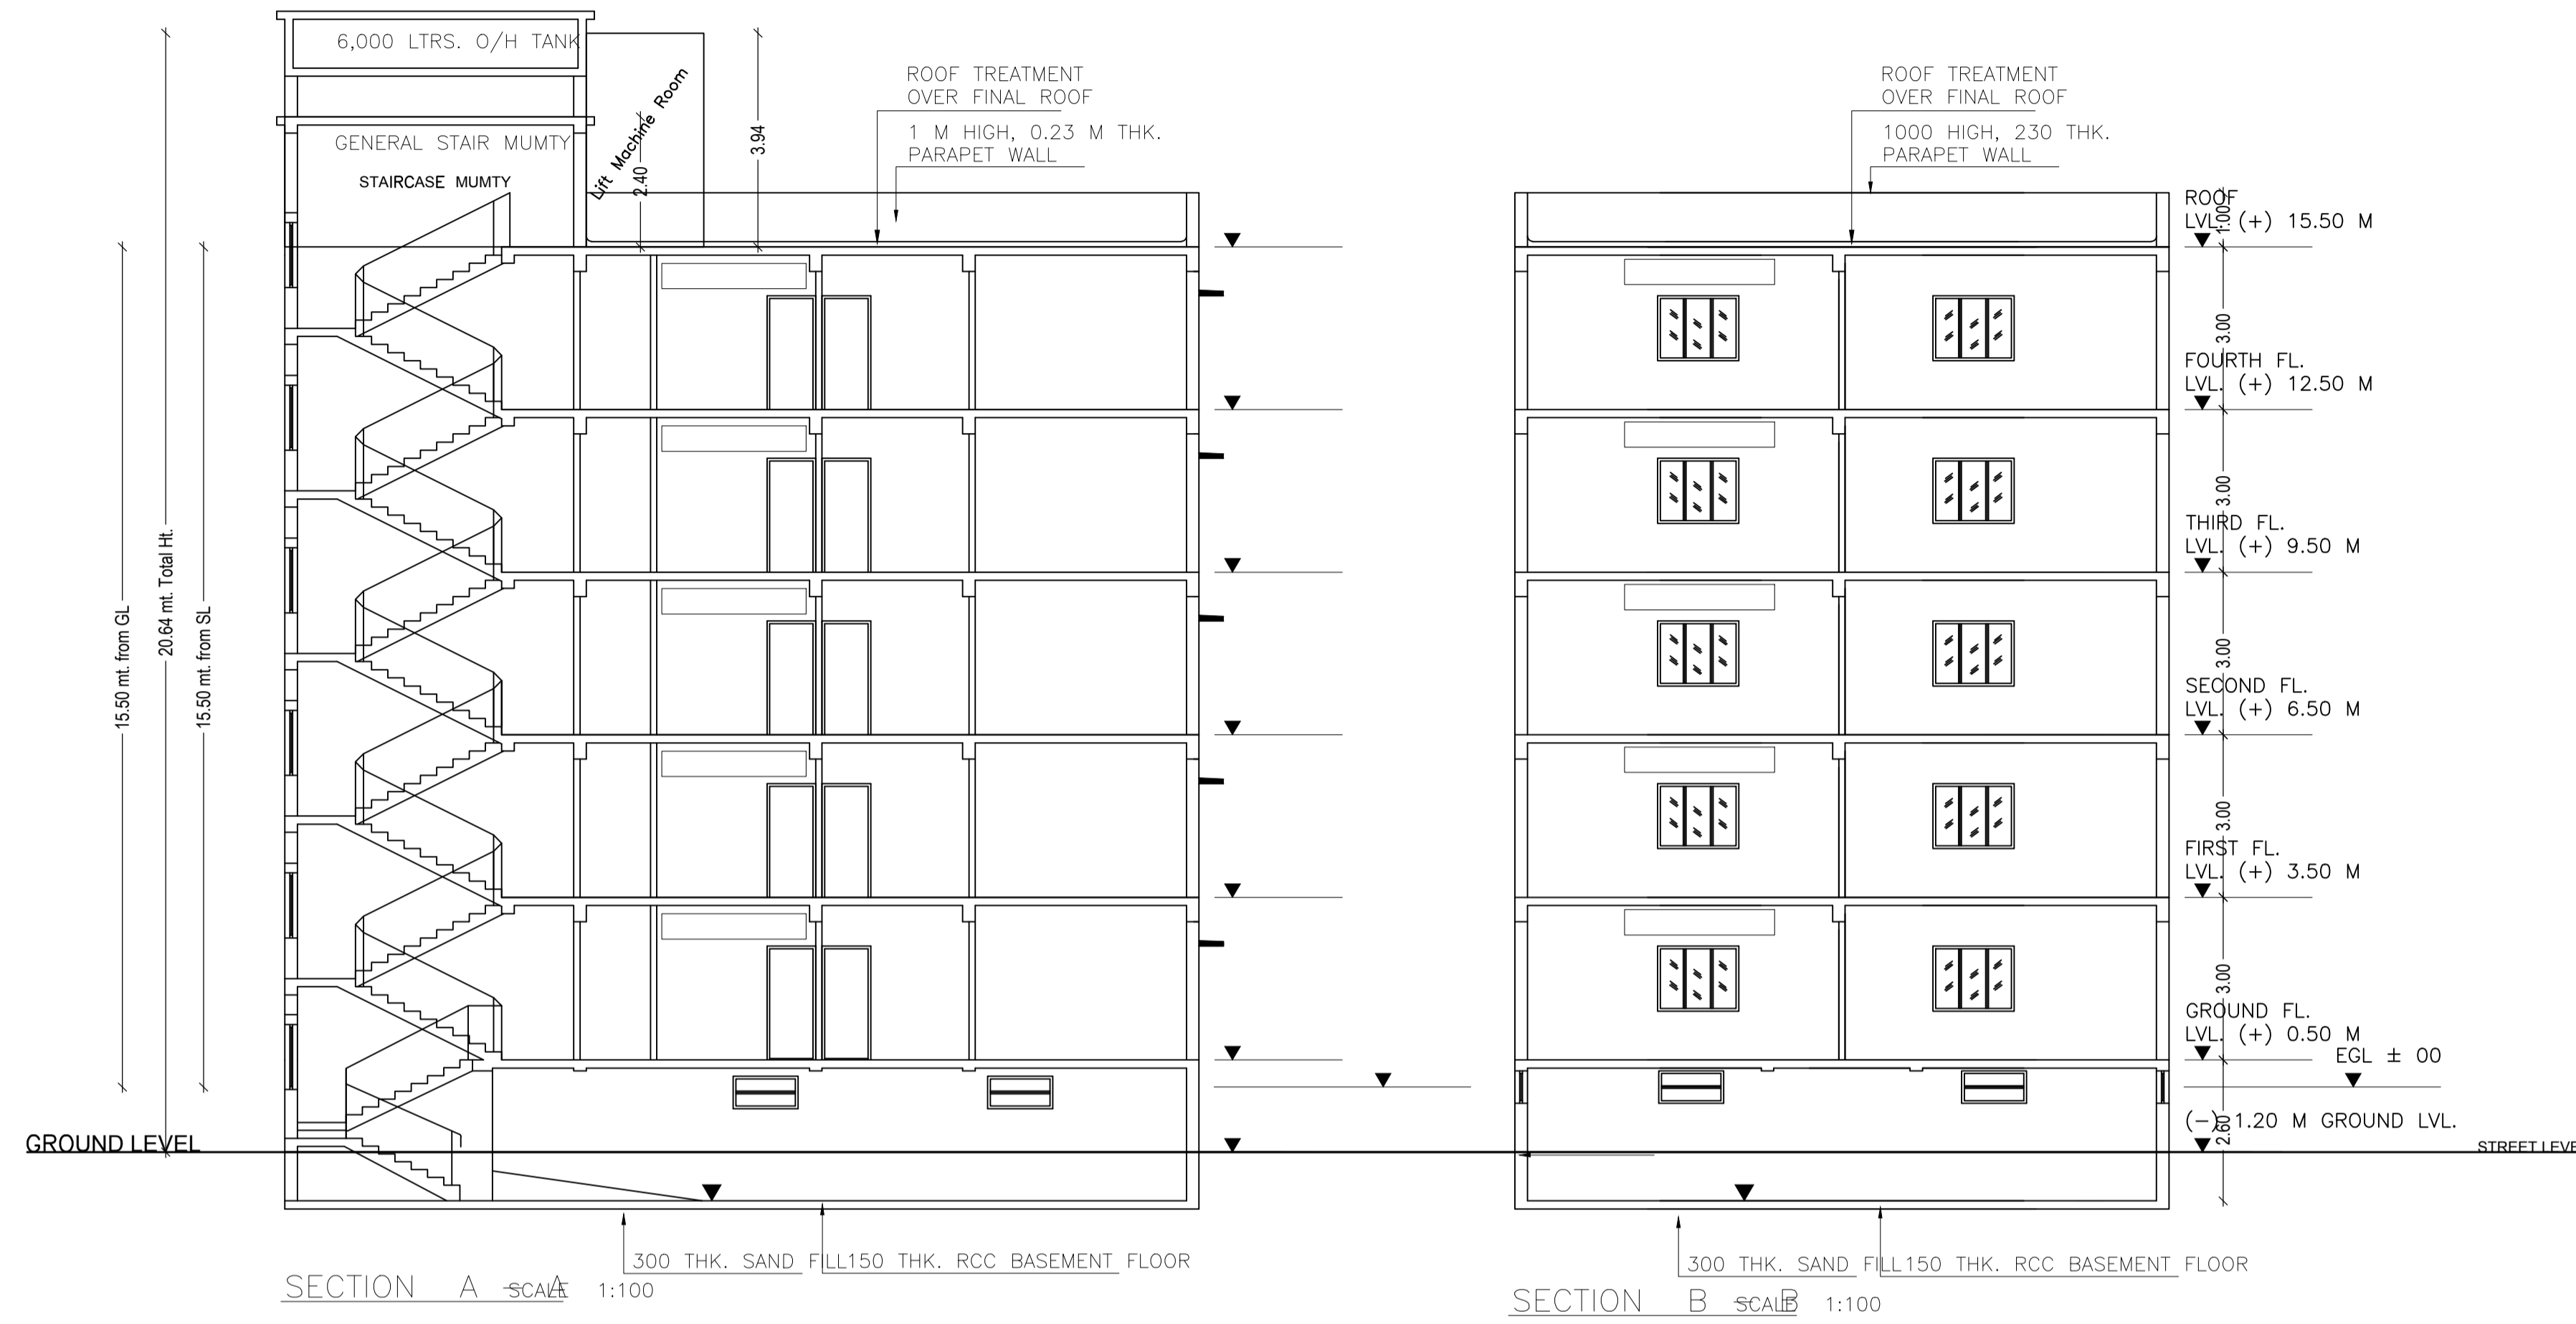 6,000 LTRS. O/H TANK
GENERAL STAIR MUMTY
STAIRCASE MUMTY
Lift Machine Room
2.40
3.94
ROOF TREATMENT
OVER FINAL ROOF
1 M HIGH, 0.23 M THK.
PARAPET WALL
15.50 mt. from GL
20.64 mt. Total Ht.
15.50 mt. from SL
GROUND LEVEL
300 THK. SAND FILL
150 THK. RCC BASEMENT FLOOR
SECTION A - A
SCALE 1:100
ROOF TREATMENT
OVER FINAL ROOF
1000 HIGH, 230 THK.
PARAPET WALL
ROOF
LVL. (+) 15.50 M
1.00
3.00
FOURTH FL.
LVL. (+) 12.50 M
3.00
THIRD FL.
LVL. (+) 9.50 M
3.00
SECOND FL.
LVL. (+) 6.50 M
3.00
FIRST FL.
LVL. (+) 3.50 M
3.00
GROUND FL.
LVL. (+) 0.50 M
EGL ± 00
(-) 1.20 M GROUND LVL.
2.60
STREET LEVE
300 THK. SAND FILL
150 THK. RCC BASEMENT FLOOR
SECTION B - B
SCALE 1:100